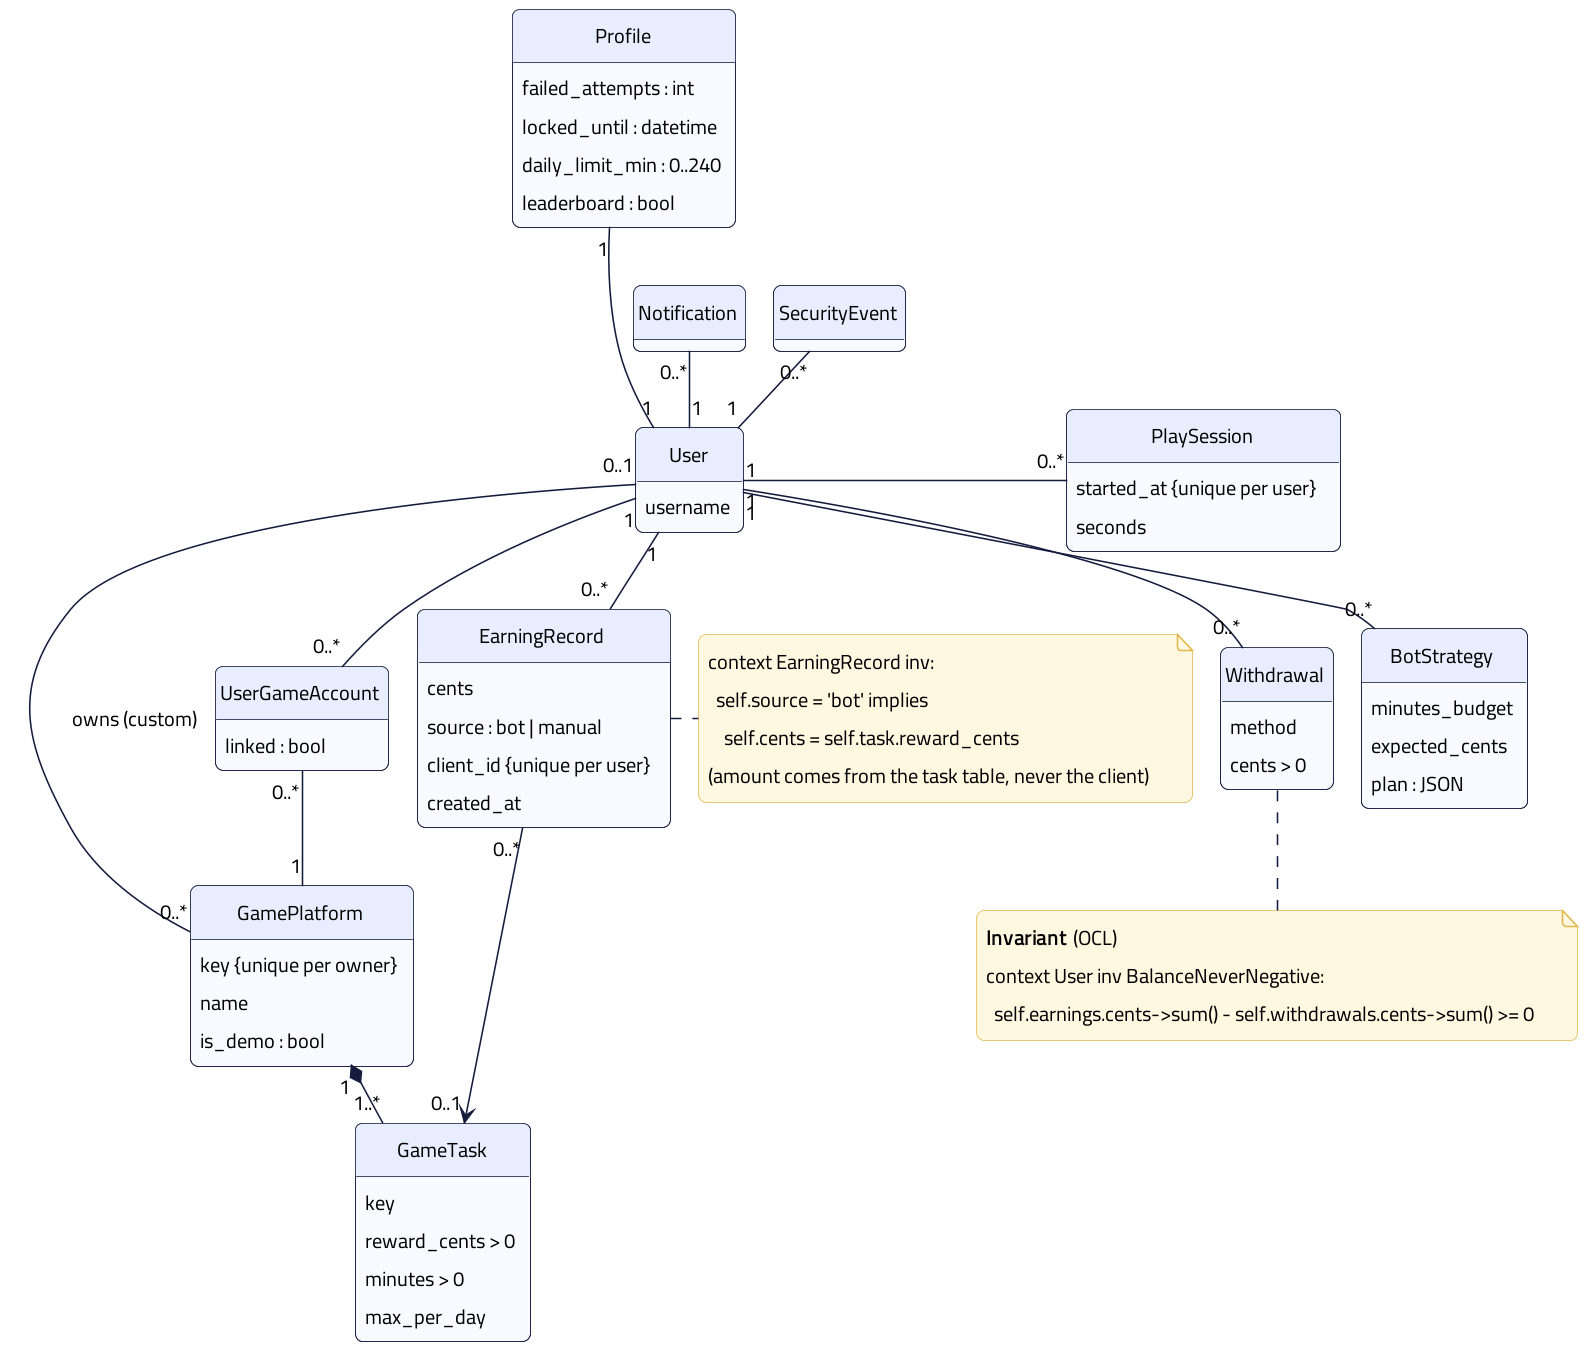 Profile
failed_attempts : int
locked_until : datetime
daily_limit_min : 0..240
leaderboard : bool
1
1
Notification
0..*
1
SecurityEvent
0..*
1
User
username
0..1
1
1
1
1
1
PlaySession
started_at {unique per user}
seconds
0..*
0..*
EarningRecord
cents
source : bot | manual
client_id {unique per user}
created_at
0..*
context EarningRecord inv:
self.source = 'bot' implies
self.cents = self.task.reward_cents
(amount comes from the task table, never the client)
0..*
Withdrawal
method
cents > 0
0..*
BotStrategy
minutes_budget
expected_cents
plan : JSON
0..*
UserGameAccount
linked : bool
0..*
1
owns (custom)
0..*
GamePlatform
key {unique per owner}
name
is_demo : bool
Invariant (OCL)
context User inv BalanceNeverNegative:
self.earnings.cents->sum() - self.withdrawals.cents->sum() >= 0
1
1..*
0..1
GameTask
key
reward_cents > 0
minutes > 0
max_per_day